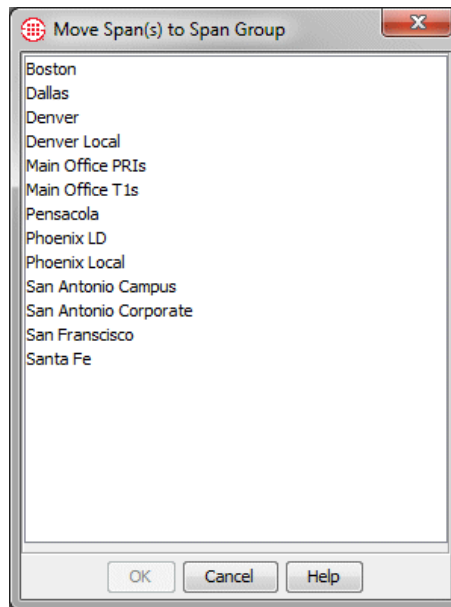 Move Span(s) to Span Group
Boston
Dallas
Denver
Denver Local
Main Office PRIs
Main Office T1s
Pensacola
Phoenix LD
Phoenix Local
San Antonio Campus
San Antonio Corporate
San Franscisco
Santa Fe
OK Cancel Help